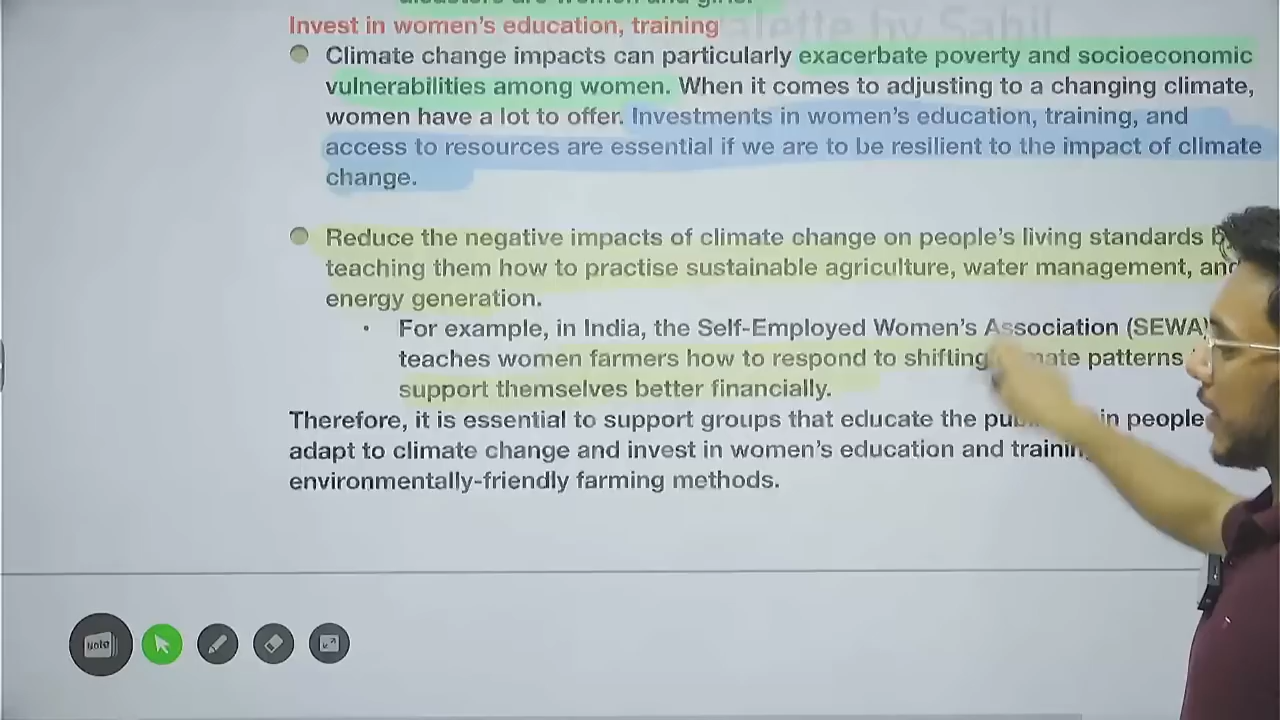 Invest in women's education, training
Climate change impacts can particularly exacerbate poverty and socioeconomic
vulnerabilities among women. When it comes to adjusting to a changing climate,
women have a lot to offer. Investments in women's education, training, and
access to resources are essential if we are to be resilient to the impact of climate
change.
Reduce the negative impacts of climate change on people's living standards
teaching them how to practise sustainable agriculture, water management, and
energy generation.
For example, in India, the Self-Employed Women's Association (SEWA)
teaches women farmers how to respond to shifting patterns
support themselves better financially.
Therefore, it is essential to support groups that educate the in people
adapt to climate change and invest in women's education and
environmentally-friendly farming methods.
Note